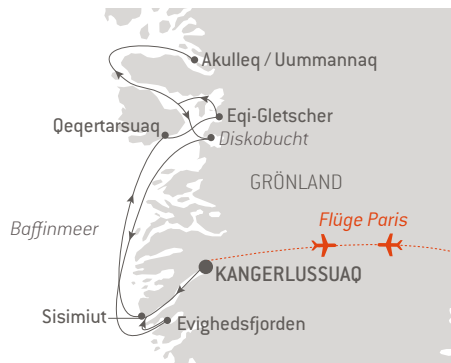 Akulleq / Uummannaq
Eqi-Gletscher
Qeqertarsuaq
Diskobucht
GRÖNLAND
Flüge Paris
Baffinmeer
KANGERLUSSUAQ
Sisimiut
Evighedsfjorden